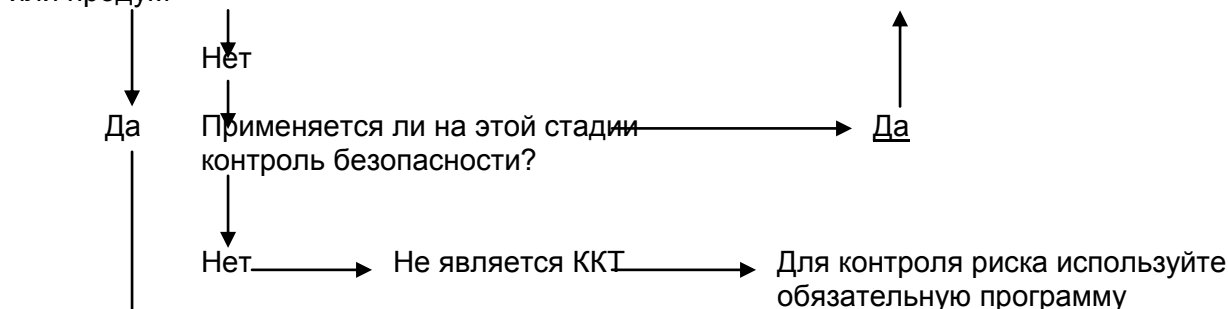 Нет
Да Применяется ли на этой стадии Да
контроль безопасности?
Нет Не является ККТ Для контроля риска используйте
обязательную программу